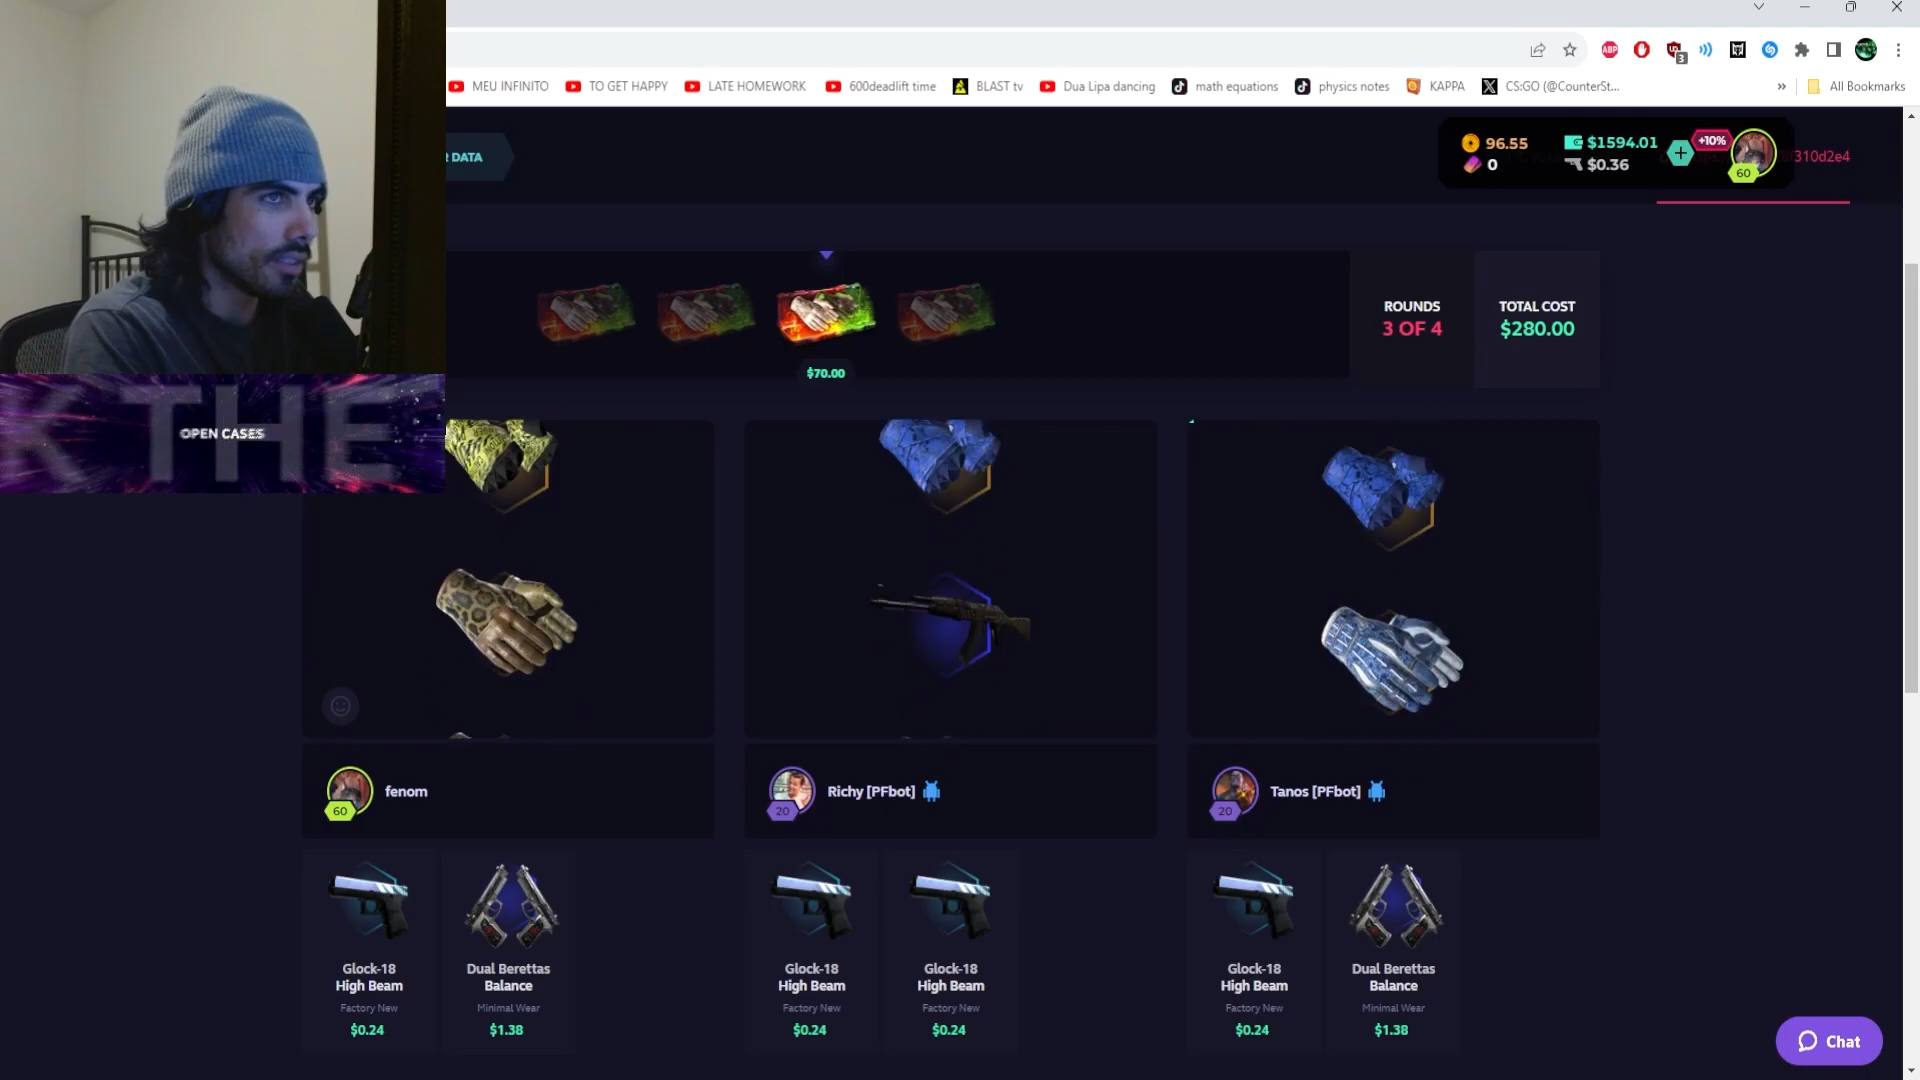 3
MEU INFINITO
TO GET HAPPY
LATE HOMEWORK
600deadlift time
BLAST tv
Dua Lipa dancing
math equations
physics notes
KAPPA
CS:GO (@CounterSt...
»
All Bookmarks
DATA
96.55
$1594.01
+10%
0
$0.36
60
310d2e4
ROUNDS
3 OF 4
TOTAL COST
$280.00
$70.00
K THE
OPEN CASES
fenom
60
Richy [PFbot]
20
Tanos [PFbot]
20
Glock-18
High Beam
Factory New
$0.24
Dual Berettas
Balance
Minimal Wear
$1.38
Glock-18
High Beam
Factory New
$0.24
Glock-18
High Beam
Factory New
$0.24
Glock-18
High Beam
Factory New
$0.24
Dual Berettas
Balance
Minimal Wear
$1.38
Chat
ABP